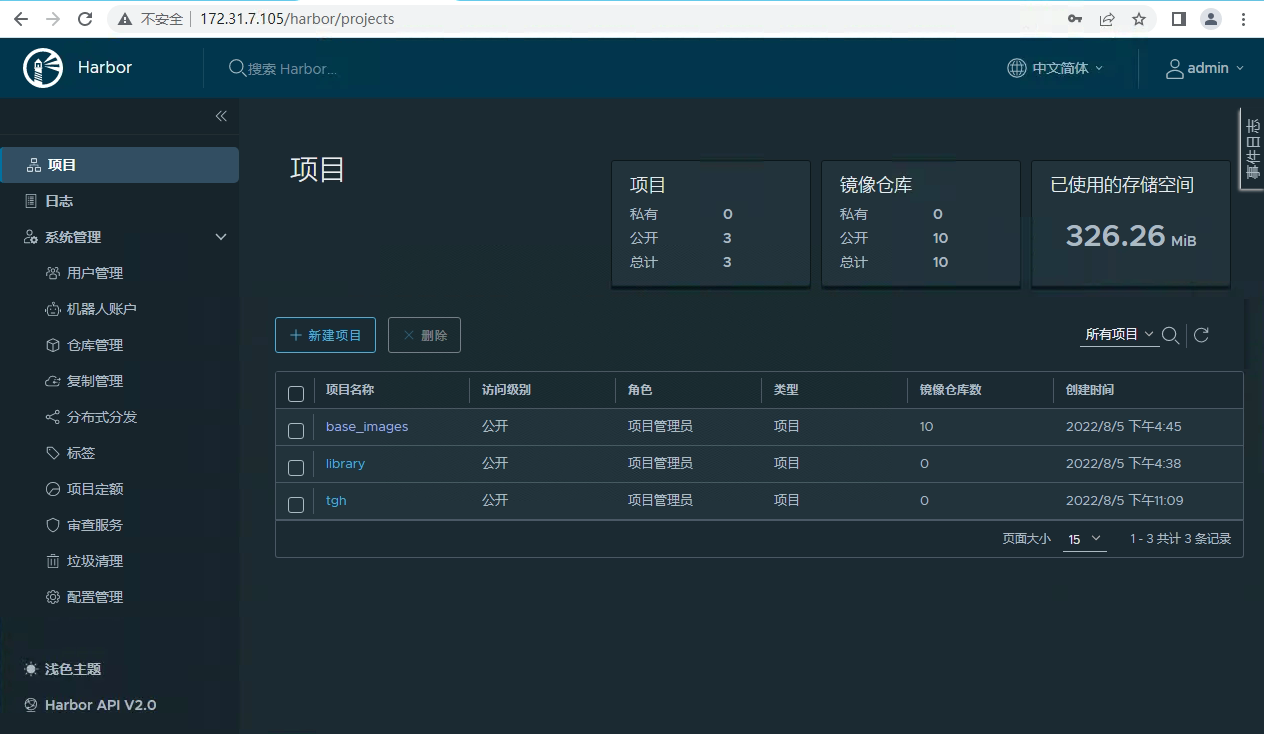 不安全 172.31.7.105/harbor/projects
Harbor
搜索 Harbor...
中文简体
admin
事件日志
项目
日志
系统管理
用户管理
机器人账户
仓库管理
复制管理
分布式分发
标签
项目定额
审查服务
垃圾清理
配置管理
浅色主题
Harbor API V2.0
项目
项目
私有 0
公开 3
总计 3
镜像仓库
私有 0
公开 10
总计 10
已使用的存储空间
326.26 MiB
新建项目
删除
所有项目
项目名称 访问级别 角色 类型 镜像仓库数 创建时间
base_images 公开 项目管理员 项目 10 2022/8/5 下午4:45
library 公开 项目管理员 项目 0 2022/8/5 下午4:38
tgh 公开 项目管理员 项目 0 2022/8/5 下午11:09
页面大小 15 1 - 3 共计 3 条记录